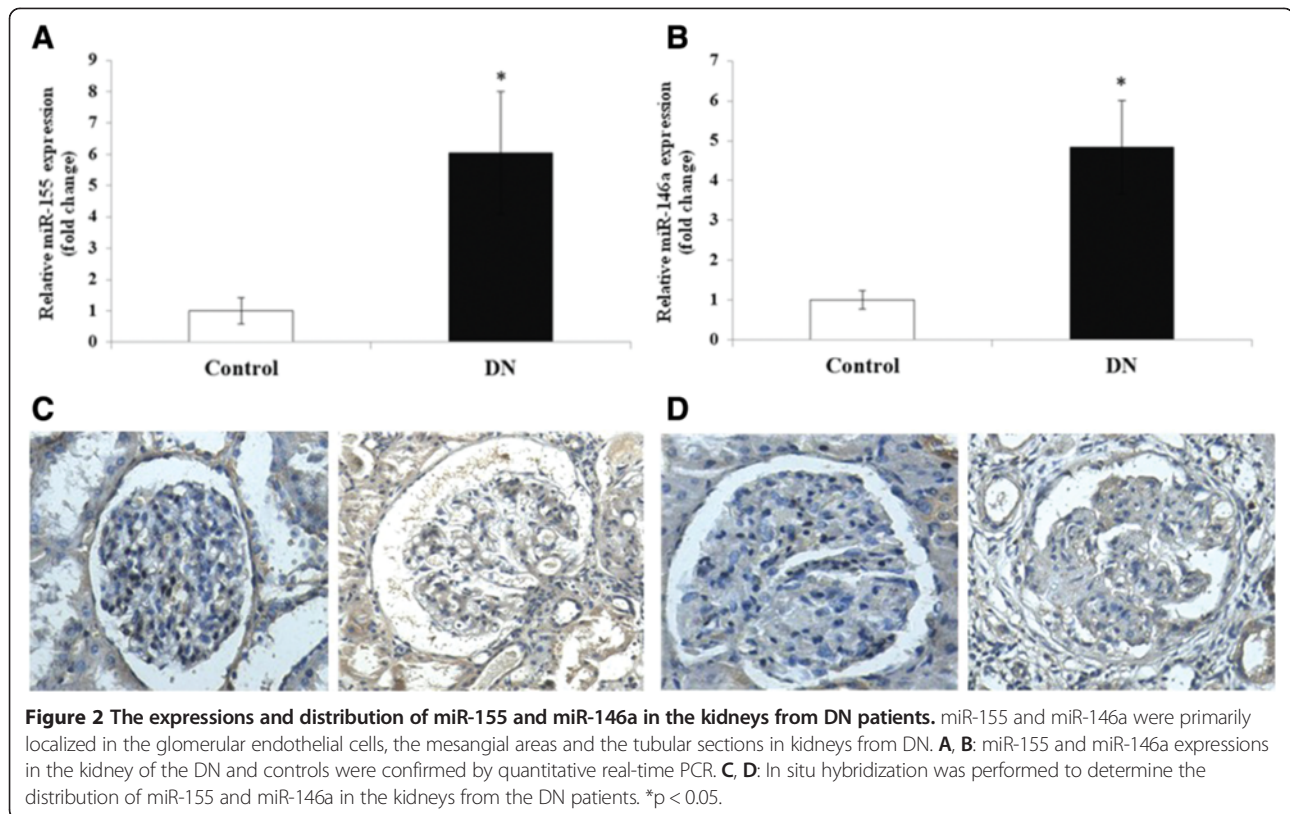 A
B
Relative miR-155 expression
(fold change)
9
8
7
6
5
4
3
2
1
0
*
Control
DN
Relative miR-146a expression
(fold change)
7
6
5
4
3
2
1
0
*
Control
DN
C
D
Figure 2 The expressions and distribution of miR-155 and miR-146a in the kidneys from DN patients. miR-155 and miR-146a were primarily
localized in the glomerular endothelial cells, the mesangial areas and the tubular sections in kidneys from DN. A, B: miR-155 and miR-146a expressions
in the kidney of the DN and controls were confirmed by quantitative real-time PCR. C, D: In situ hybridization was performed to determine the
distribution of miR-155 and miR-146a in the kidneys from the DN patients. *p < 0.05.